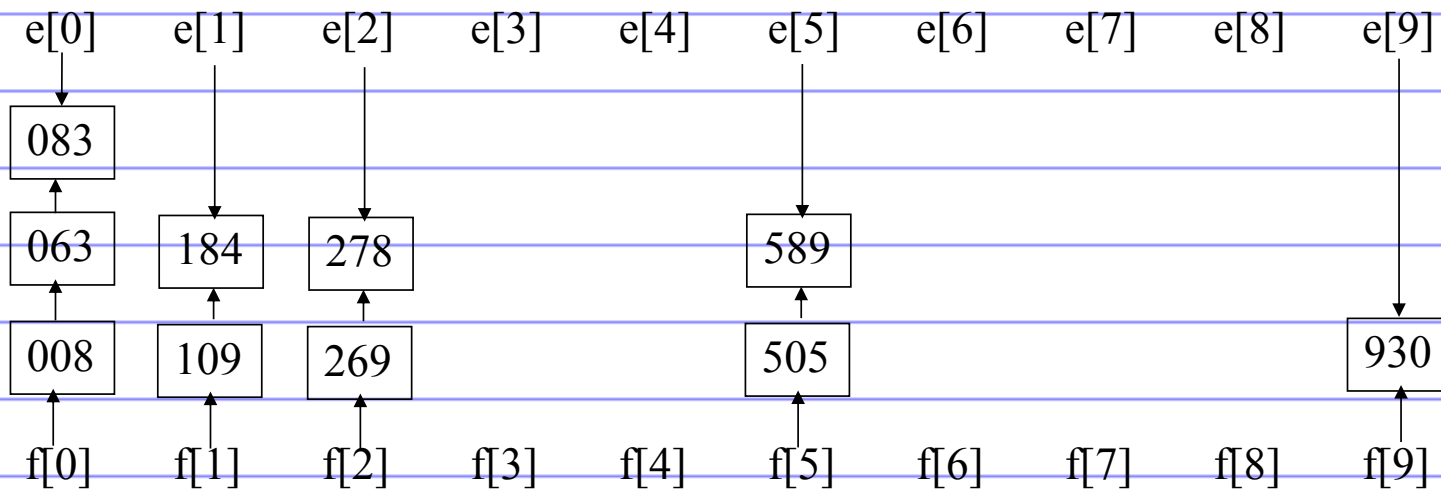 e[0] e[1] e[2] e[3] e[4] e[5] e[6] e[7] e[8] e[9]
083
063 184 278 589
008 109 269 505 930
f[0] f[1] f[2] f[3] f[4] f[5] f[6] f[7] f[8] f[9]